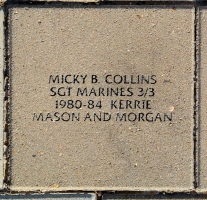 MICKY B. COLLINS
SGT MARINES 3/3
1980-84 KERRIE
MASON AND MORGAN